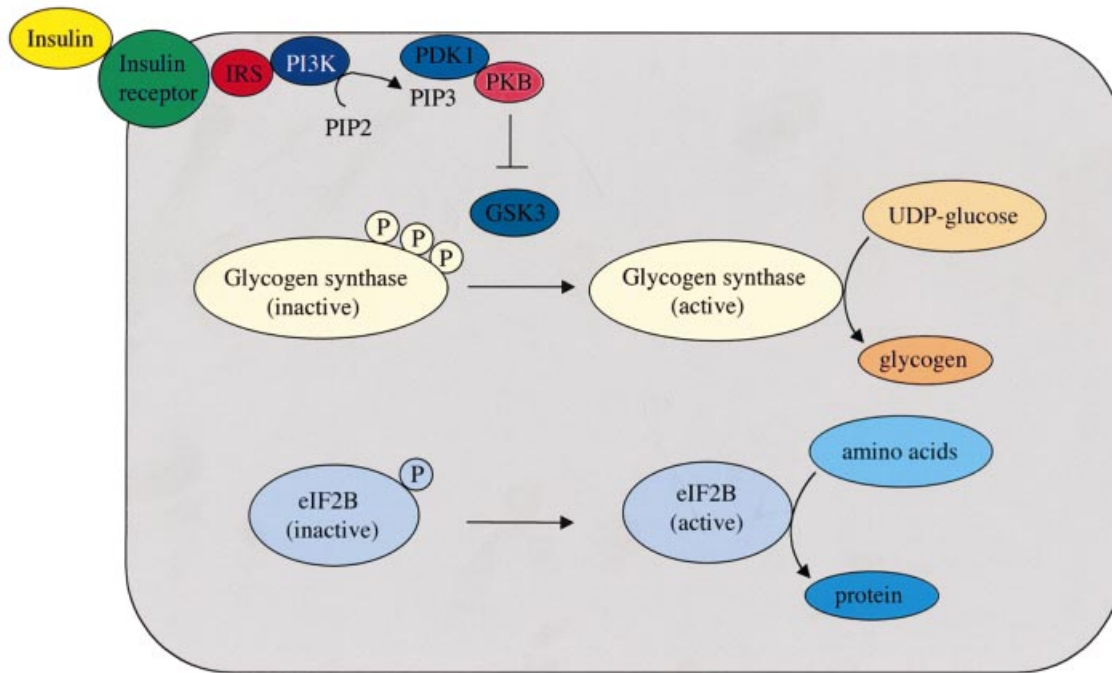 Insulin
Insulin
receptor
IRS
PI3K
PDK1
PKB
PIP3
PIP2
GSK3
P
P
P
Glycogen synthase
(inactive)
Glycogen synthase
(active)
UDP-glucose
glycogen
P
eIF2B
(inactive)
eIF2B
(active)
amino acids
protein